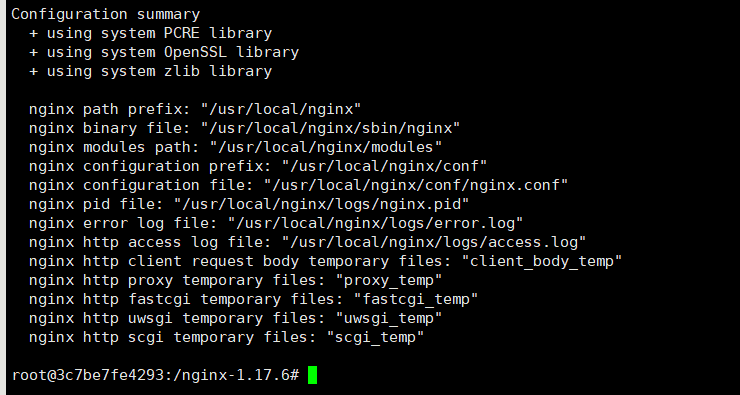 Configuration summary
+ using system PCRE library
+ using system OpenSSL library
+ using system zlib library
nginx path prefix: "/usr/local/nginx"
nginx binary file: "/usr/local/nginx/sbin/nginx"
nginx modules path: "/usr/local/nginx/modules"
nginx configuration prefix: "/usr/local/nginx/conf"
nginx configuration file: "/usr/local/nginx/conf/nginx.conf"
nginx pid file: "/usr/local/nginx/logs/nginx.pid"
nginx error log file: "/usr/local/nginx/logs/error.log"
nginx http access log file: "/usr/local/nginx/logs/access.log"
nginx http client request body temporary files: "client_body_temp"
nginx http proxy temporary files: "proxy_temp"
nginx http fastcgi temporary files: "fastcgi_temp"
nginx http uwsgi temporary files: "uwsgi_temp"
nginx http scgi temporary files: "scgi_temp"
root@3c7be7fe4293:/nginx-1.17.6#